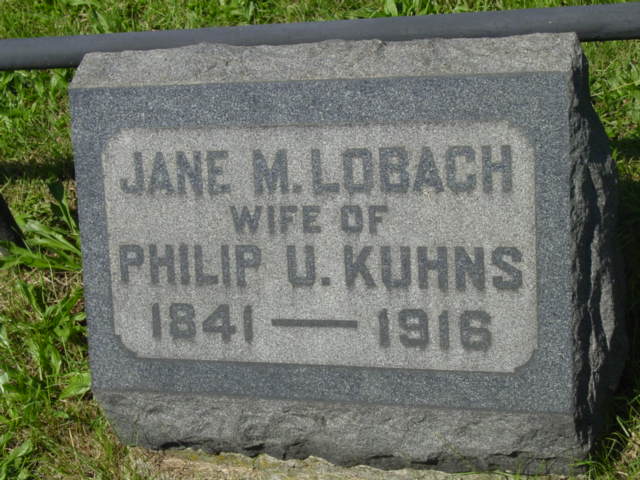 JANE M. LOBACH
WIFE OF
PHILIP U. KUHNS
1841 — 1916